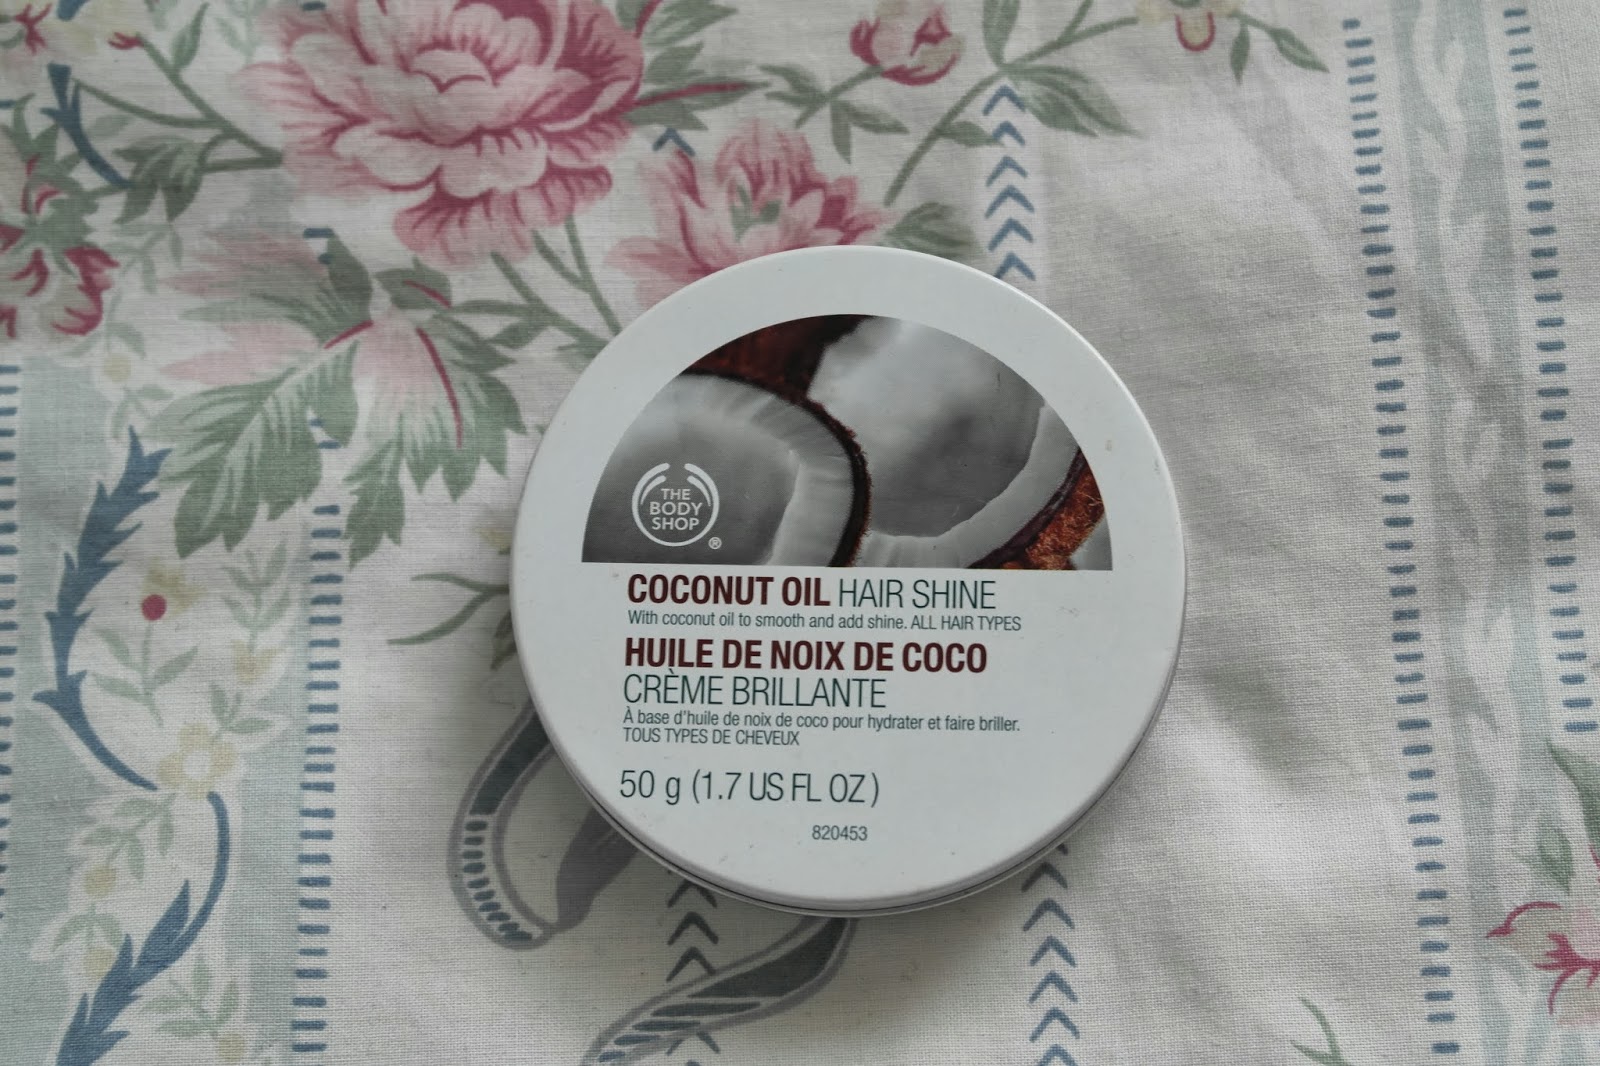 THE
BODY
SHOP
®
COCONUT OIL HAIR SHINE
With coconut oil to smooth and add shine. ALL HAIR TYPES
HUILE DE NOIX DE COCO
CRÈME BRILLANTE
À base d'huile de noix de coco pour hydrater et faire briller.
TOUS TYPES DE CHEVEUX
50 g (1.7 US FL OZ)
820453